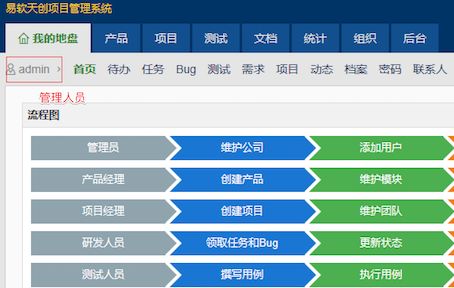 易软天创项目管理系统
我的地盘 产品 项目 测试 文档 统计 组织 后台
admin 首页 待办 任务 Bug 测试 需求 项目 动态 档案 密码 联系人
管理人员
流程图
管理员 维护公司 添加用户
产品经理 创建产品 维护模块
项目经理 创建项目 维护团队
研发人员 领取任务和Bug 更新状态
测试人员 撰写用例 执行用例